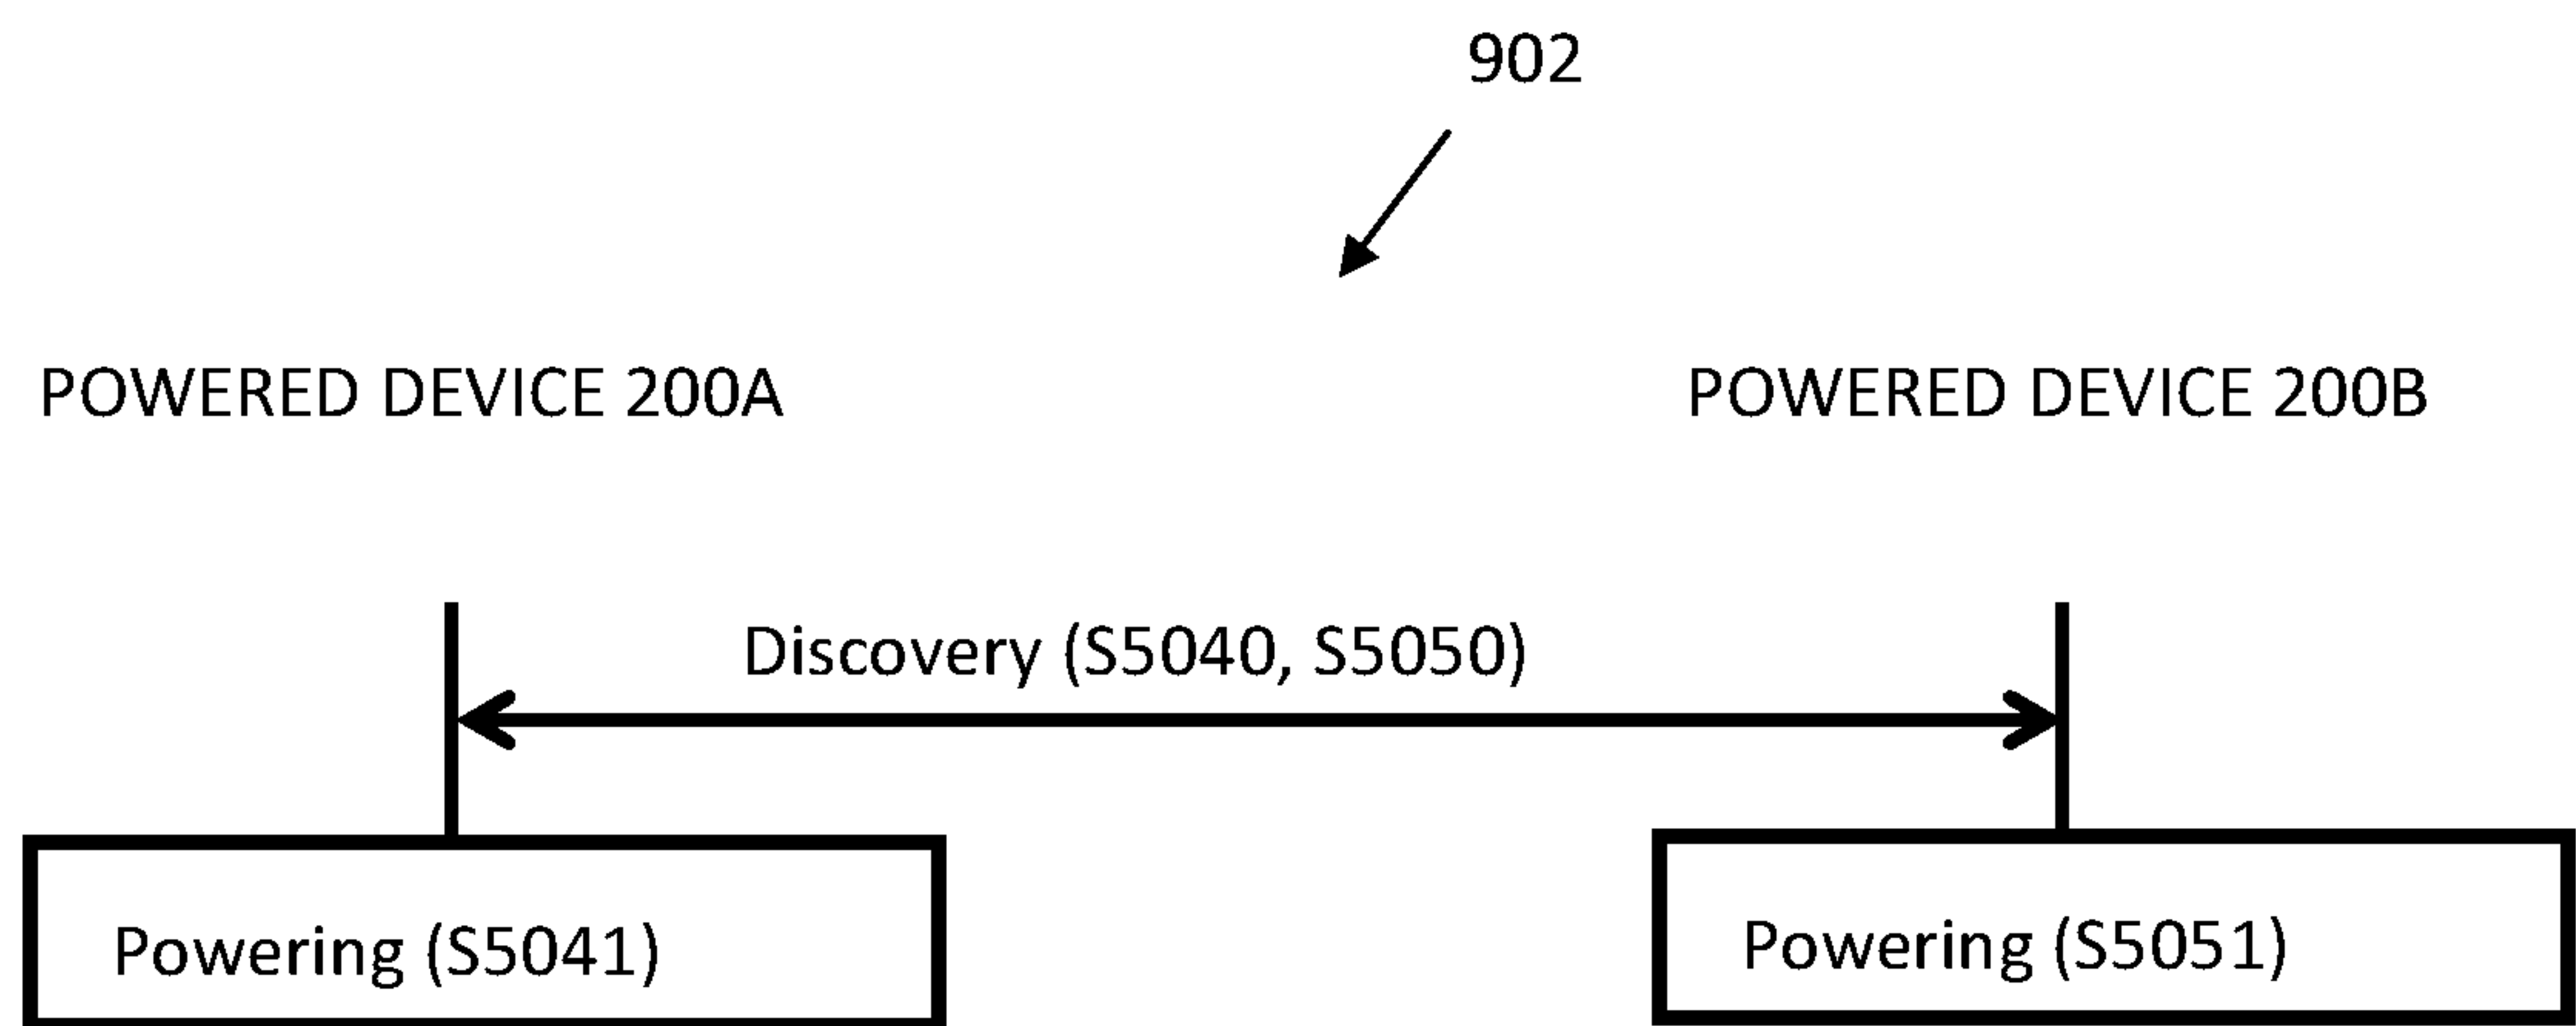 902
POWERED DEVICE 200A
POWERED DEVICE 200B
Discovery (S5040, S5050)
Powering (S5041)
Powering (S5051)